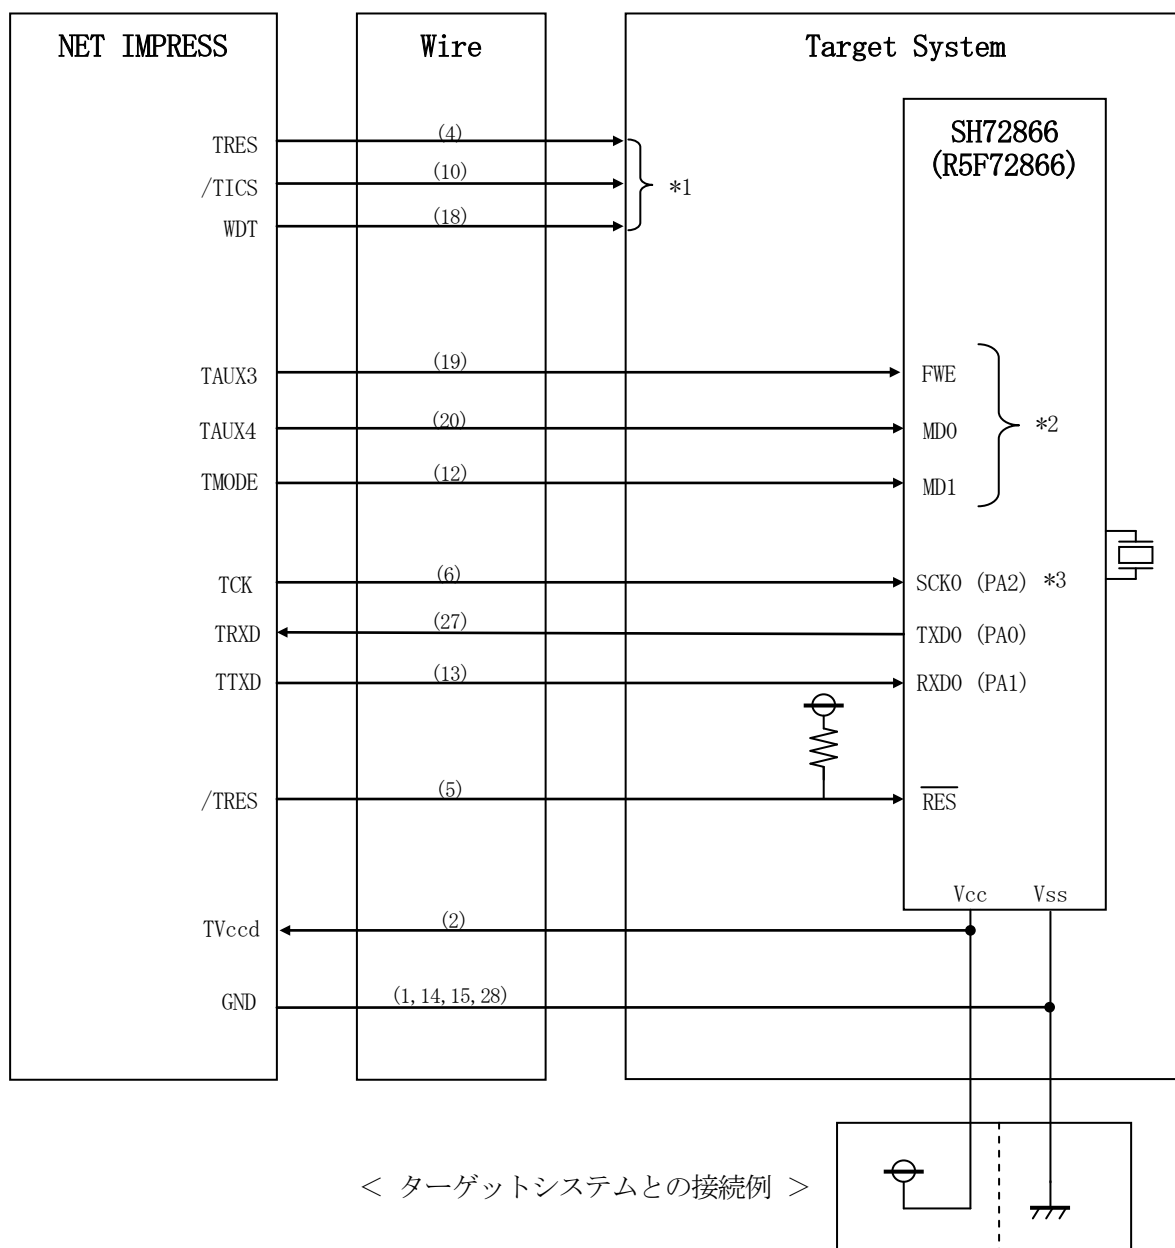 NET IMPRESS
Wire
Target System
SH72866
(R5F72866)
TRES
(4)
/TICS
(10)
*1
WDT
(18)
TAUX3
(19)
FWE
TAUX4
(20)
MD0
*2
TMODE
(12)
MD1
TCK
(6)
SCK0 (PA2) *3
TRXD
(27)
TXD0 (PA0)
TTXD
(13)
RXD0 (PA1)
/TRES
(5)
RES
Vcc
Vss
TVccd
(2)
GND
(1,14,15,28)
< ターゲットシステムとの接続例 >